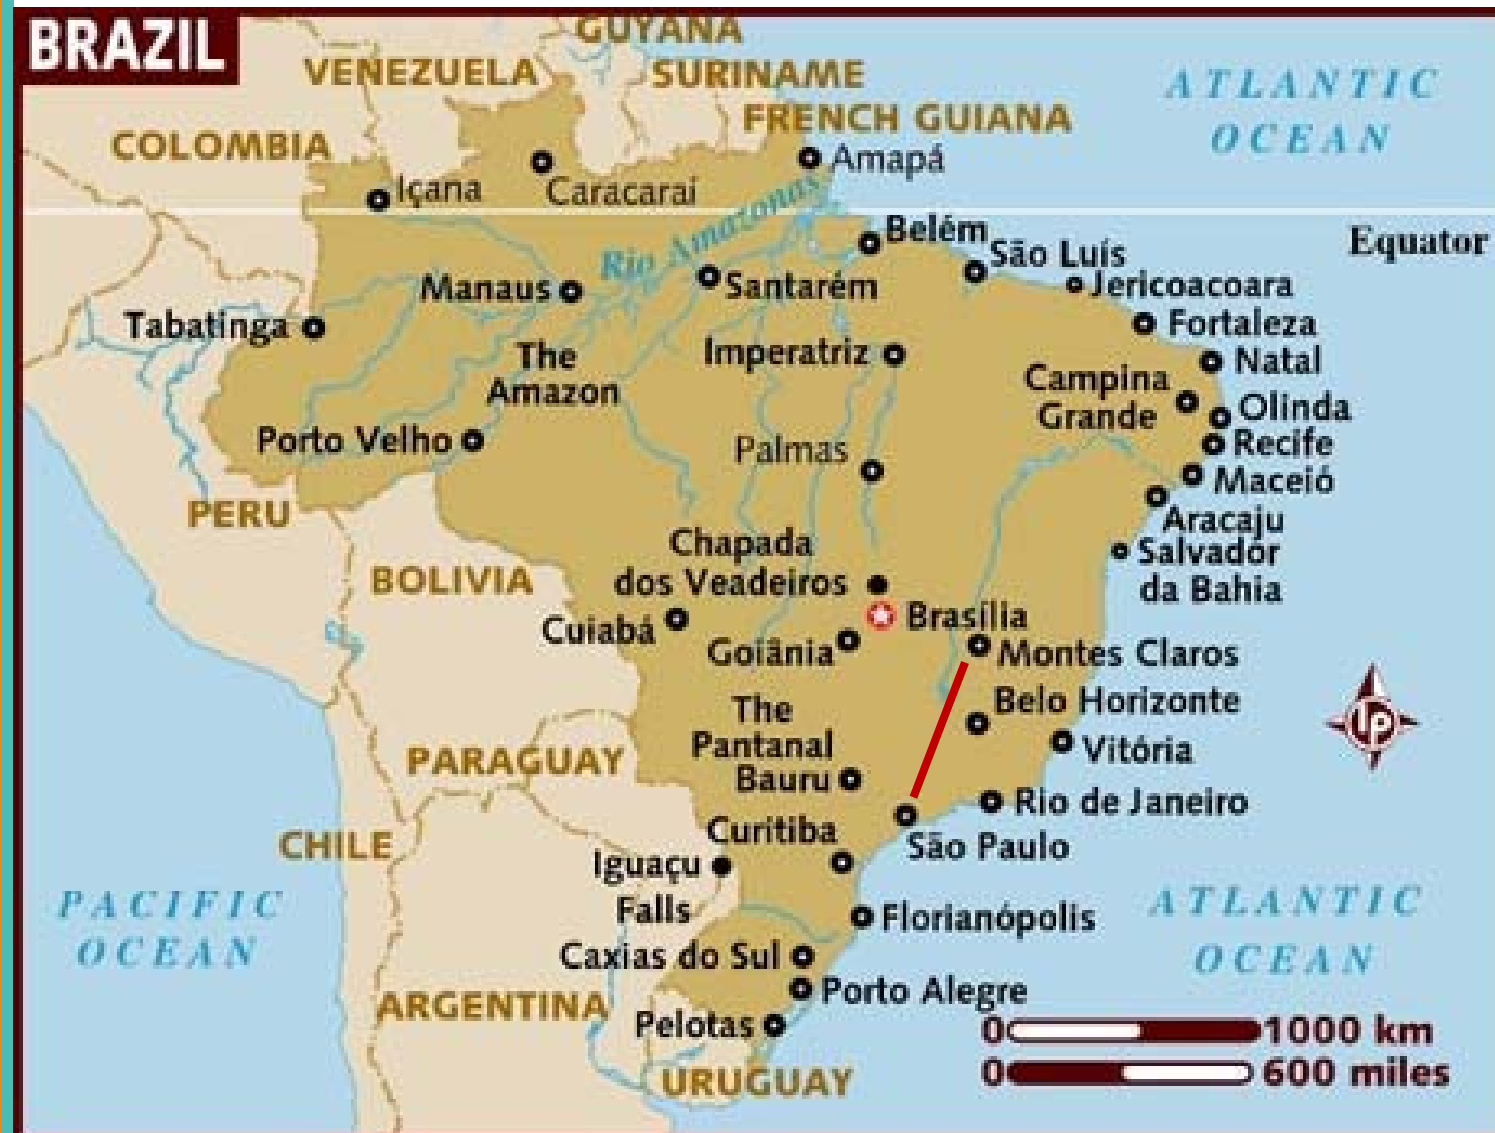 BRAZIL
GUYANA
VENEZUELA
SURINAME
ATLANTIC
OCEAN
FRENCH GUIANA
COLOMBIA
Amapá
Içana
Caracaraí
Rio Amazonas
Belém
Equator
São Luís
Manaus
Santarém
Jericoacoara
Tabatinga
Fortaleza
The
Amazon
Imperatriz
Natal
Campina
Grande
Olinda
Porto Velho
Recife
Palmas
Maceió
PERU
Aracaju
Chapada
dos Veadeiros
Salvador
da Bahia
BOLIVIA
Brasília
Cuiabá
Goiânia
Montes Claros
Belo Horizonte
The
Pantanal
lp
Vitória
PARAGUAY
Bauru
Rio de Janeiro
Curitiba
CHILE
São Paulo
Iguaçu
Falls
PACIFIC
OCEAN
ATLANTIC
OCEAN
Florianópolis
Caxias do Sul
Porto Alegre
ARGENTINA
Pelotas
0 1000 km
0 600 miles
URUGUAY